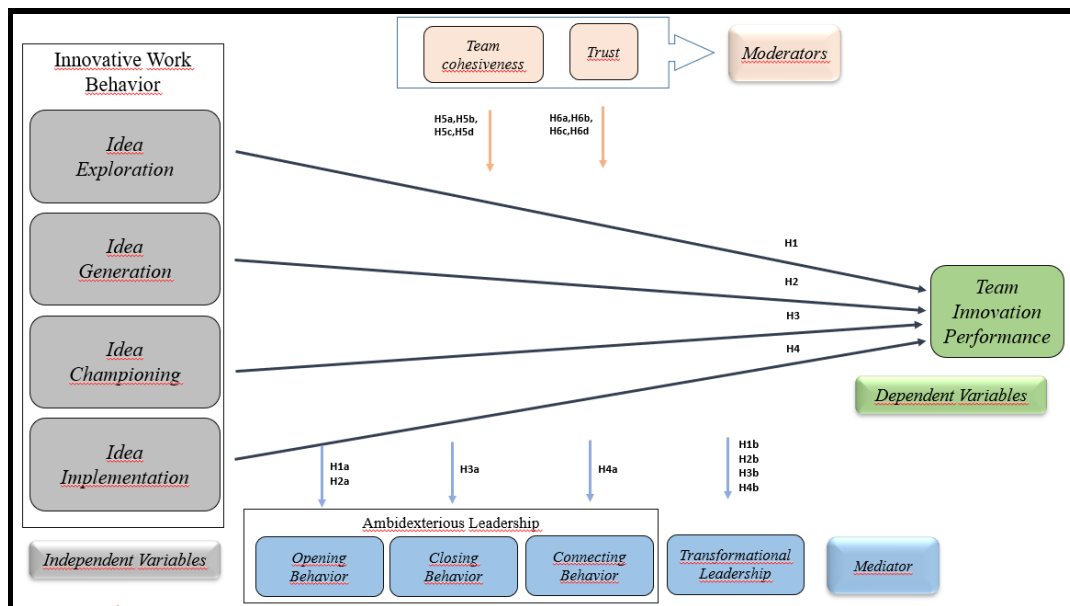 Innovative Work
Behavior
Idea
Exploration
Idea
Generation
Idea
Championing
Idea
Implementation
Independent Variables
Team
cohesiveness
Trust
Moderators
H5a,H5b,
H5c,H5d
H6a,H6b,
H6c,H6d
H1
H2
H3
H4
Team
Innovation
Performance
Dependent Variables
H1a
H2a
H3a
H4a
H1b
H2b
H3b
H4b
Ambidexterious Leadership
Opening
Behavior
Closing
Behavior
Connecting
Behavior
Transformational
Leadership
Mediator